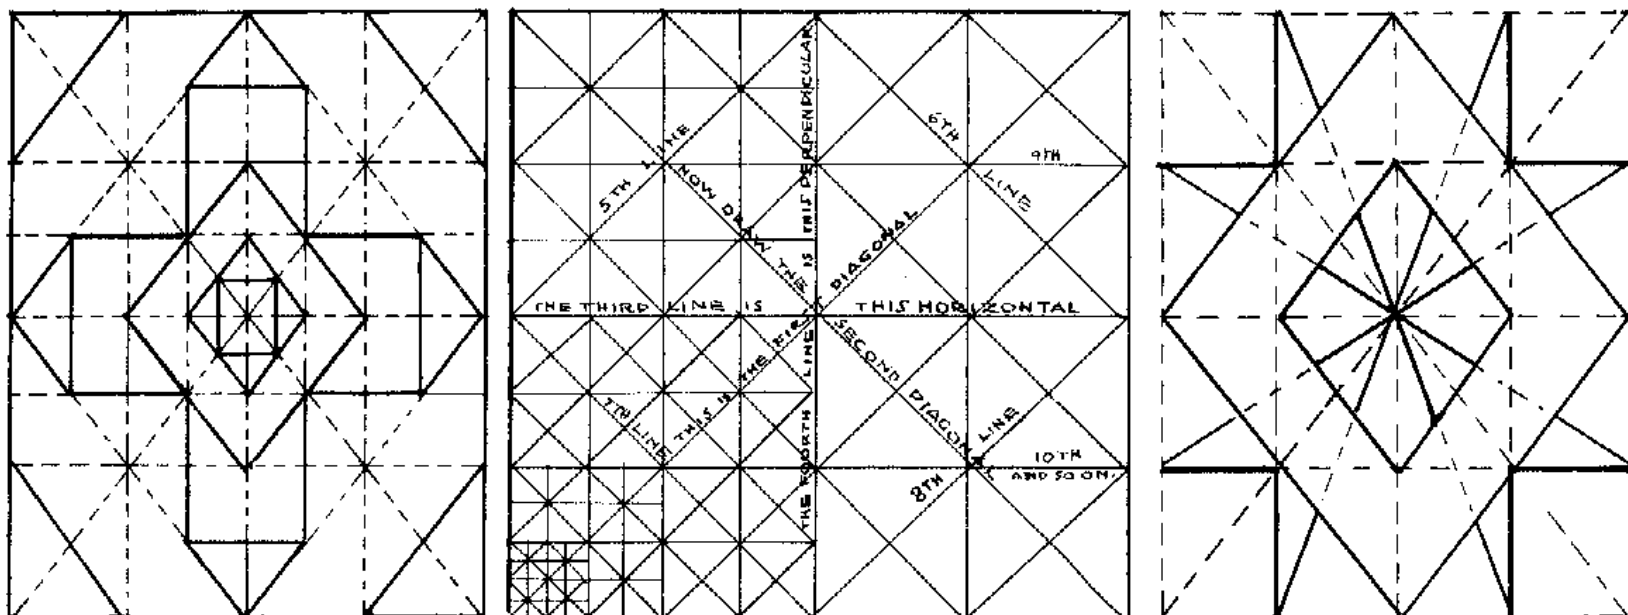 THIS IS THE FIRST DIAGONAL
NOW DRAW THE SECOND DIAGONAL
THE THIRD LINE IS THIS HORIZONTAL
THE FOURTH LINE IS THIS PERPENDICULAR
5TH LINE
6TH LINE
7TH LINE
8TH LINE
9TH
10TH
AND SO ON.